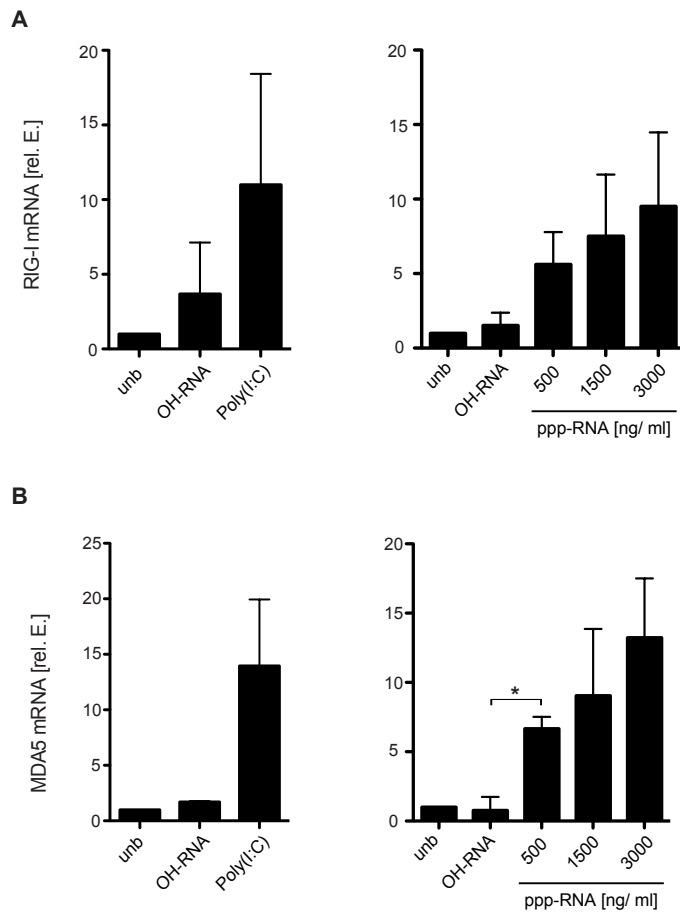 A
RIG-I mRNA [rel. E.]
20
15
10
5
0
unb
OH-RNA
Poly(I:C)
20
15
10
5
0
unb
OH-RNA
500
1500
3000
ppp-RNA [ng/ ml]
B
MDA5 mRNA [rel. E.]
25
20
15
10
5
0
unb
OH-RNA
Poly(I:C)
20
15
10
5
0
*
unb
OH-RNA
500
1500
3000
ppp-RNA [ng/ ml]